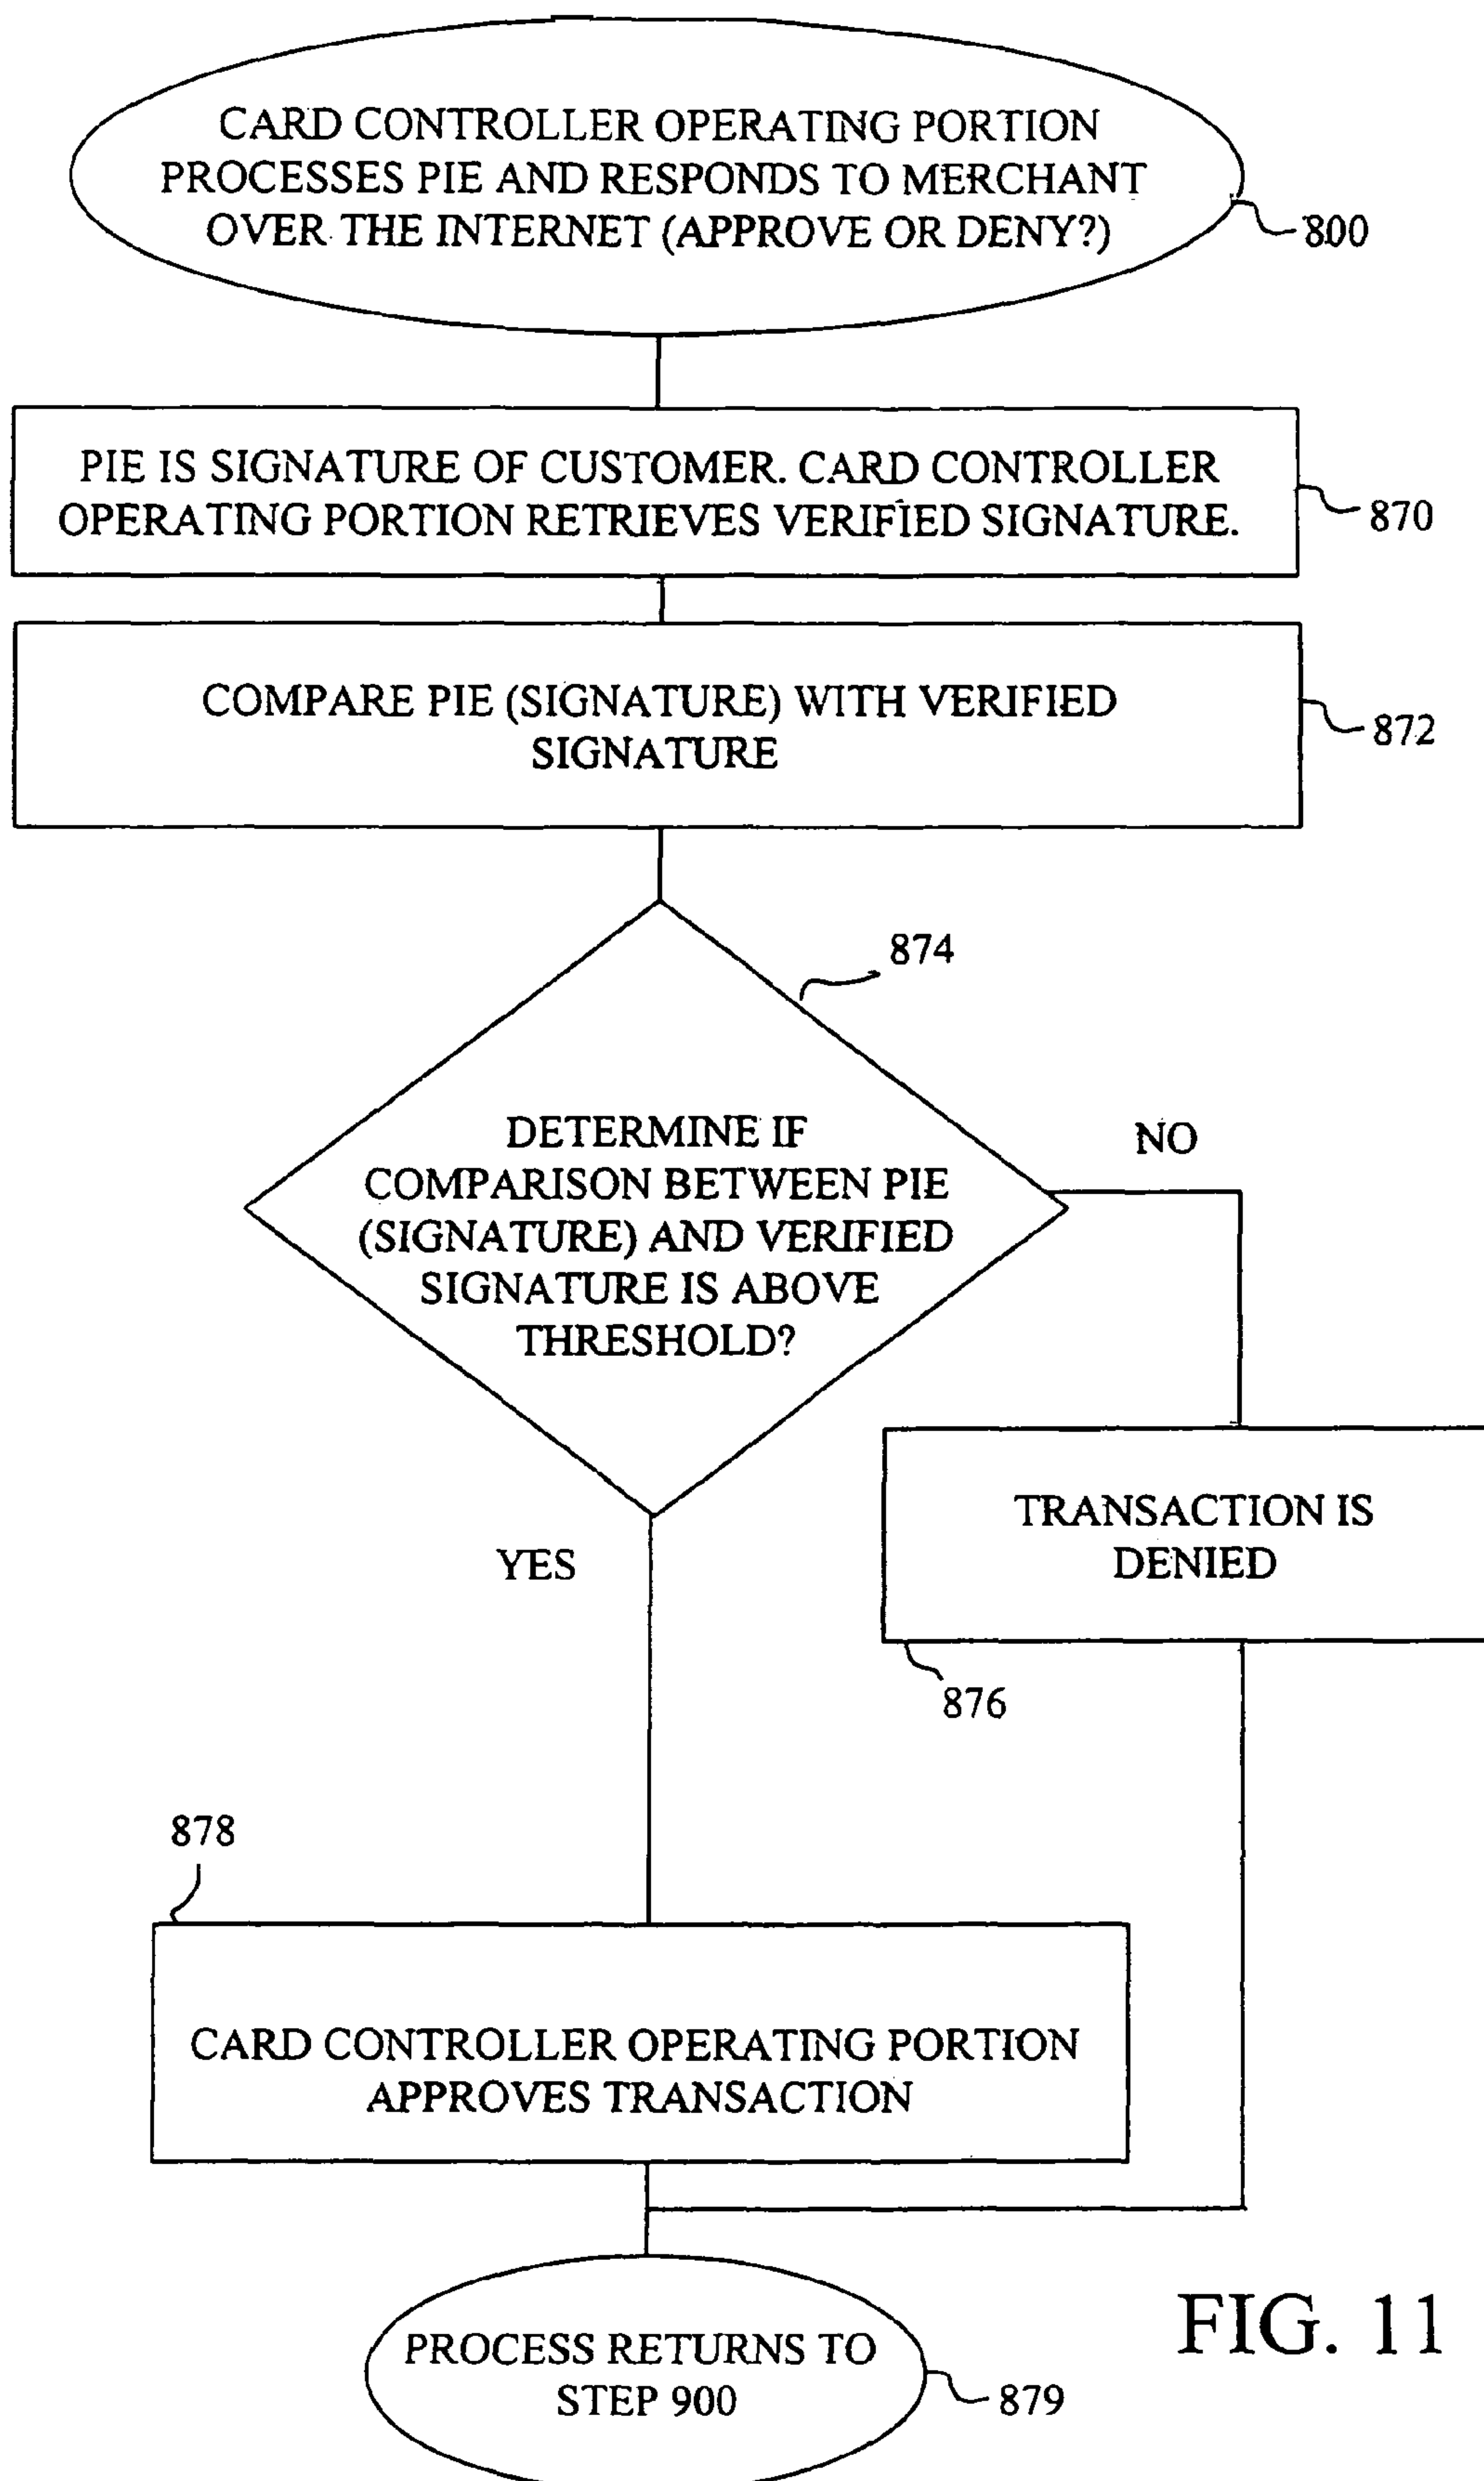 CARD CONTROLLER OPERATING PORTION
PROCESSES PIE AND RESPONDS TO MERCHANT
OVER THE INTERNET (APPROVE OR DENY?)
800
PIE IS SIGNATURE OF CUSTOMER. CARD CONTROLLER
OPERATING PORTION RETRIEVES VERIFIED SIGNATURE.
870
COMPARE PIE (SIGNATURE) WITH VERIFIED
SIGNATURE
872
874
DETERMINE IF
COMPARISON BETWEEN PIE
(SIGNATURE) AND VERIFIED
SIGNATURE IS ABOVE
THRESHOLD?
NO
YES
TRANSACTION IS
DENIED
876
878
CARD CONTROLLER OPERATING PORTION
APPROVES TRANSACTION
PROCESS RETURNS TO
STEP 900
879
FIG. 11